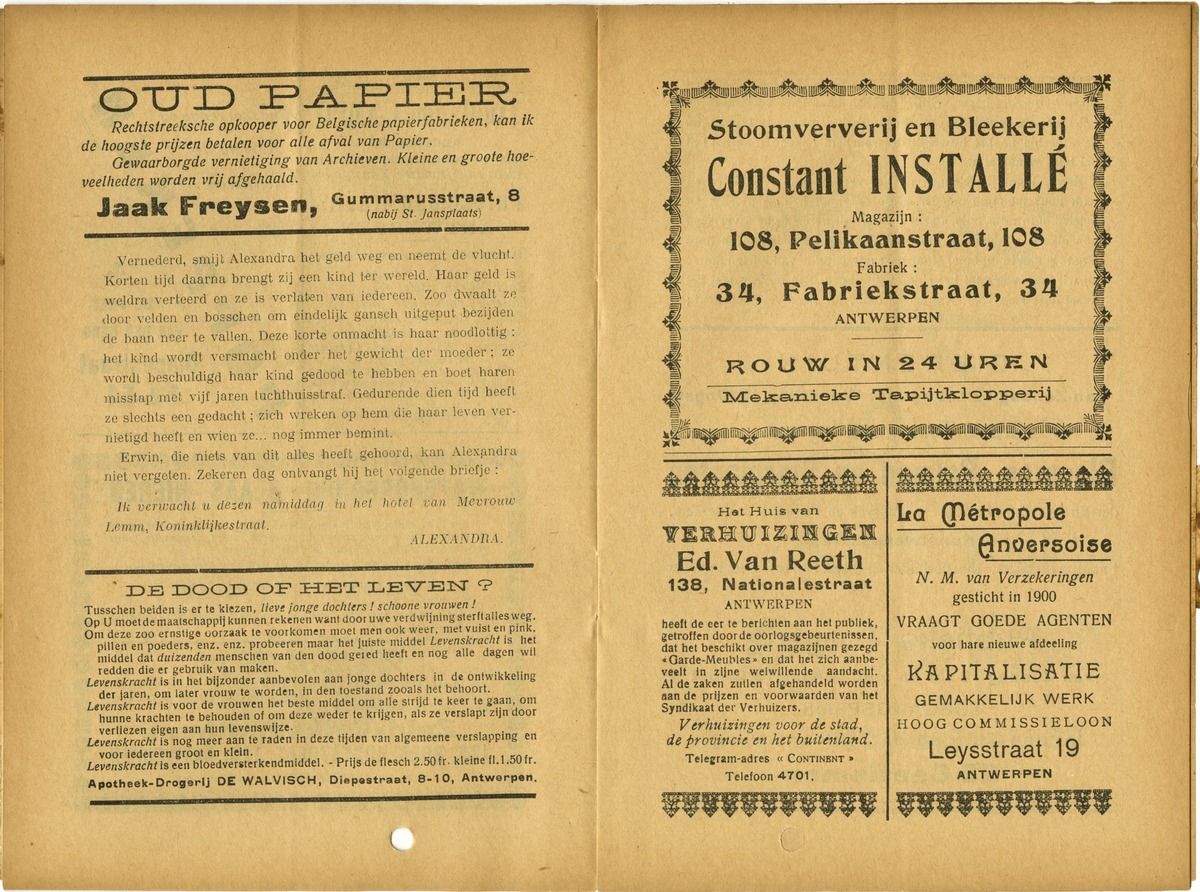 OUD PAPIER
Rechtstreeksche opkooper voor Belgische papierfabrieken, kan ik
de hoogste prijzen betalen voor alle afval van Papier.
Gewaarborgde vernietiging van Archieven. Kleine en groote hoe-
veelheden worden vrij afgehaald.
Jaak Freysen, Gummarusstraat, 8
(nabij St. Jansplaats)
Vernederd, smijt Alexandra het geld weg en neemt de vlucht.
Korten tijd daarna brengt zij een kind ter wereld. Haar geld is
weldra verteerd en ze is verlaten van iedereen. Zoo dwaalt ze
door velden en bosschen om eindelijk gansch uitgeput bezijden
de baan neer te vallen. Deze korte onmacht is haar noodlottig :
het kind wordt versmacht onder het gewicht der moeder ; ze
wordt beschuldigd haar kind gedood te hebben en boet haren
misstap met vijf jaren tuchthuisstraf. Gedurende dien tijd heeft
ze slechts een gedacht ; zich wreken op hem die haar leven ver-
nietigd heeft en wien ze... nog immer bemint.
Erwin, die niets van dit alles heeft gehoord, kan Alexandra
niet vergeten. Zekeren dag ontvangt hij het volgende briefje :
Ik verwacht u dezen namiddag in het hotel van Mevrouw
Lemm, Koninklijkestraat.
ALEXANDRA.
DE DOOD OF HET LEVEN ?
Tusschen beiden is er te kiezen, lieve jonge dochters ! schoone vrouwen !
Op U moet de maatschappij kunnen rekenen want door uwe verdwijning sterft alles weg.
Om deze zoo ernstige oorzaak te voorkomen moet men ook weer, met vuist en pink,
pillen en poeders, enz. enz. probeeren maar het juiste middel Levenskracht is het
middel dat duizenden menschen van den dood gered heeft en nog alle dagen wil
redden die er gebruik van maken.
Levenskracht is in het bijzonder aanbevolen aan jonge dochters in de ontwikkeling
der jaren, om later vrouw te worden, in den toestand zooals het behoort.
Levenskracht is voor de vrouwen het beste middel om alle strijd te keer te gaan, om
hunne krachten te behouden of om deze weder te krijgen, als ze verslapt zijn door
verliezen eigen aan hun levenswijze.
Levenskracht is nog meer aan te raden in deze tijden van algemeene verslapping en
voor iedereen groot en klein.
Levenskracht is een bloedversterkendmiddel. - Prijs de flesch 2.50 fr. kleine fl. 1.50 fr.
Apotheek-Drogerij DE WALVISCH, Diepestraat, 8-10, Antwerpen.
Stoomververij en Bleekerij
Constant INSTALLÉ
Magazijn :
108, Pelikaanstraat, 108
Fabriek :
34, Fabriekstraat, 34
ANTWERPEN
ROUW IN 24 UREN
Mekanieke Tapijtklopperij
Het Huis van
VERHUIZINGEN
Ed. Van Reeth
138, Nationalestraat
ANTWERPEN
heeft de eer te berichten aan het publiek,
getroffen door de oorlogsgebeurtenissen,
dat het beschikt over magazijnen gezegd
«Garde-Meubles» en dat het zich aanbe-
veelt in zijne welwillende aandacht.
Al de zaken zullen afgehandeld worden
aan de prijzen en voorwaarden van het
Syndikaat der Verhuizers.
Verhuizingen voor de stad,
de provincie en het buitenland.
Telegram-adres « CONTINENT »
Telefoon 4701.
La Métropole
Anversoise
N. M. van Verzekeringen
gesticht in 1900
VRAAGT GOEDE AGENTEN
voor hare nieuwe afdeeling
KAPITALISATIE
GEMAKKELIJK WERK
HOOG COMMISSIELOON
Leysstraat 19
ANTWERPEN